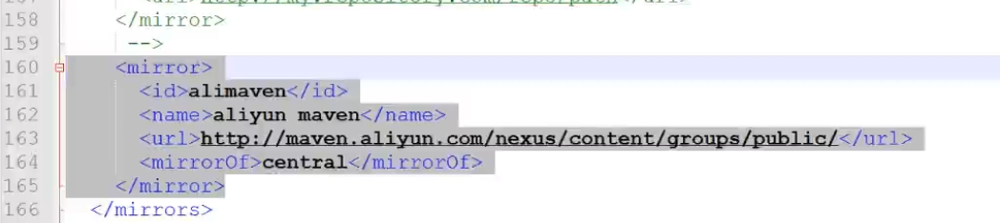 158 </mirror>
159 -->
160 <mirror>
161 <id>alimaven</id>
162 <name>aliyun maven</name>
163 <url>http://maven.aliyun.com/nexus/content/groups/public/</url>
164 <mirrorOf>central</mirrorOf>
165 </mirror>
166 </mirrors>